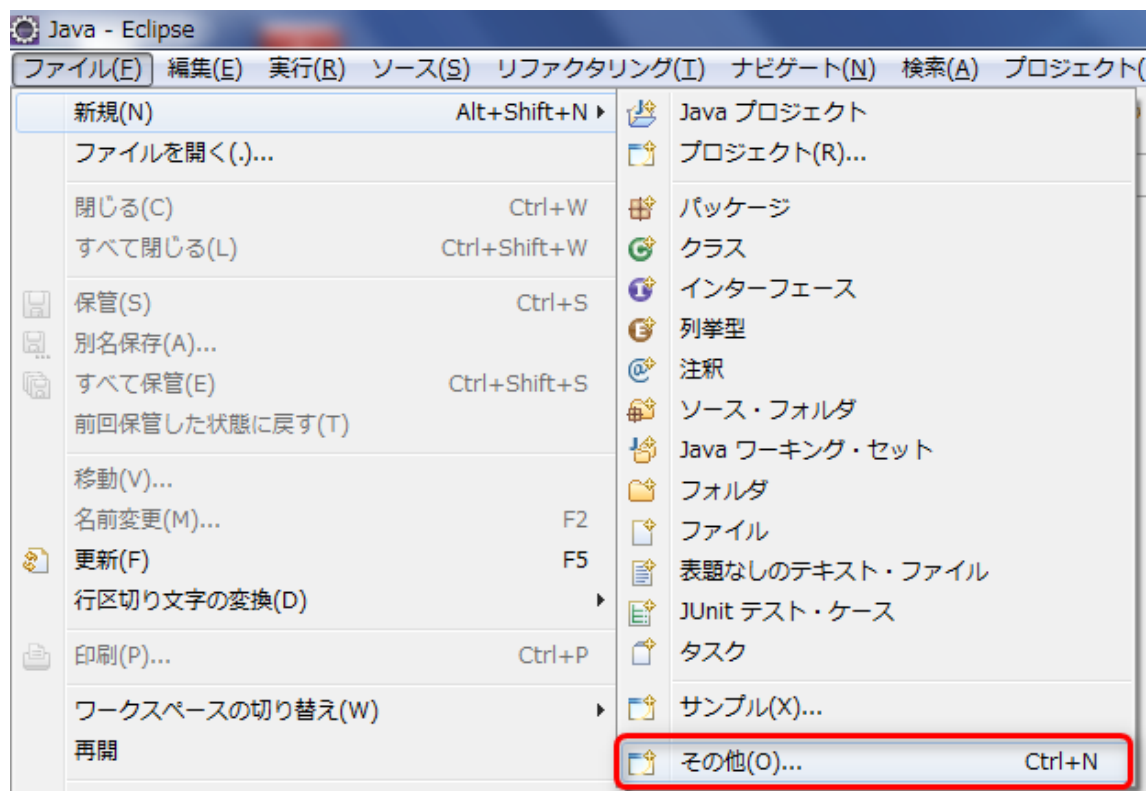 Java - Eclipse
ファイル(F) 編集(E) 実行(R) ソース(S) リファクタリング(T) ナビゲート(N) 検索(A) プロジェクト(
新規(N) Alt+Shift+N
ファイルを開く(.)...
閉じる(C) Ctrl+W
すべて閉じる(L) Ctrl+Shift+W
保管(S) Ctrl+S
別名保存(A)...
すべて保管(E) Ctrl+Shift+S
前回保管した状態に戻す(T)
移動(V)...
名前変更(M)... F2
更新(F) F5
行区切り文字の変換(D)
印刷(P)... Ctrl+P
ワークスペースの切り替え(W)
再開
Java プロジェクト
プロジェクト(R)...
パッケージ
クラス
インターフェース
列挙型
注釈
ソース・フォルダ
Java ワーキング・セット
フォルダ
ファイル
表題なしのテキスト・ファイル
JUnit テスト・ケース
タスク
サンプル(X)...
その他(O)... Ctrl+N